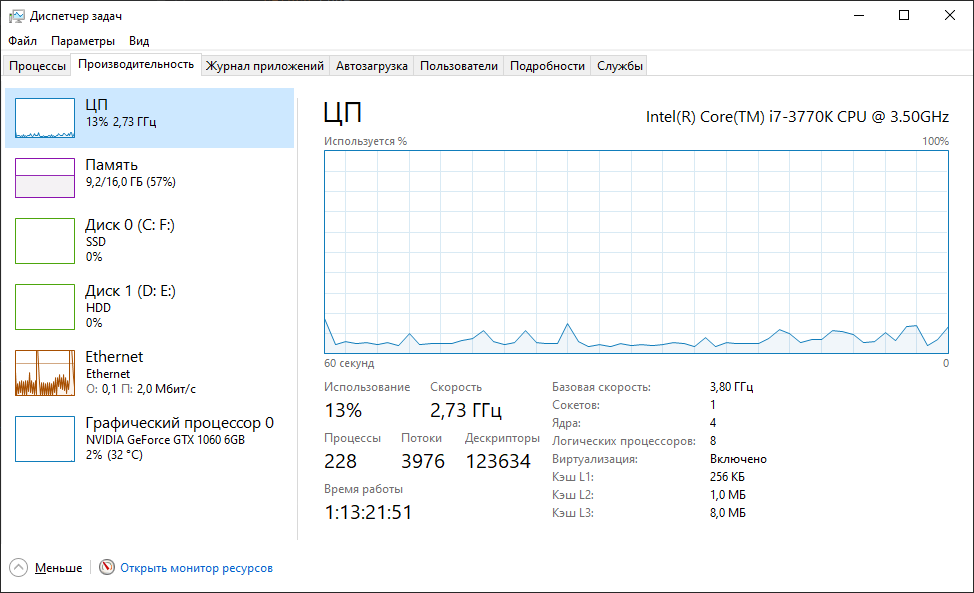 Диспетчер задач
Файл Параметры Вид
Процессы Производительность Журнал приложений Автозагрузка Пользователи Подробности Службы
ЦП
13% 2,73 ГГц
Память
9,2/16,0 ГБ (57%)
Диск 0 (C: F:)
SSD
0%
Диск 1 (D: E:)
HDD
0%
Ethernet
Ethernet
О: 0,1 П: 2,0 Мбит/с
Графический процессор 0
NVIDIA GeForce GTX 1060 6GB
2% (32 °C)
ЦП
Intel(R) Core(TM) i7-3770K CPU @ 3.50GHz
Используется % 100%
60 секунд 0
Использование Скорость
13% 2,73 ГГц
Процессы Потоки Дескрипторы
228 3976 123634
Время работы
1:13:21:51
Базовая скорость: 3,80 ГГц
Сокетов: 1
Ядра: 4
Логических процессоров: 8
Виртуализация: Включено
Кэш L1: 256 КБ
Кэш L2: 1,0 МБ
Кэш L3: 8,0 МБ
Меньше Открыть монитор ресурсов